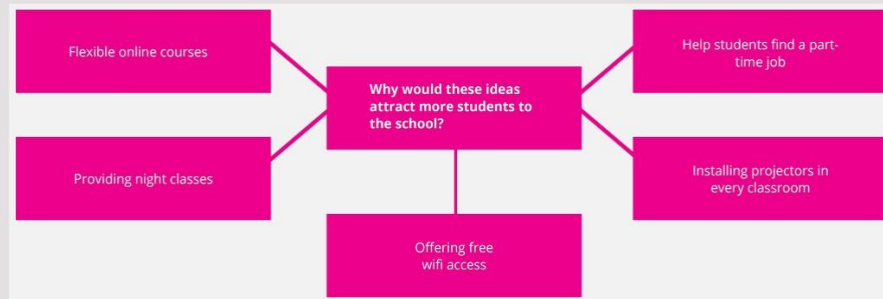 Flexible online courses
Help students find a part-
time job
Why would these ideas
attract more students to
the school?
Providing night classes
Installing projectors in
every classroom
Offering free
wifi access